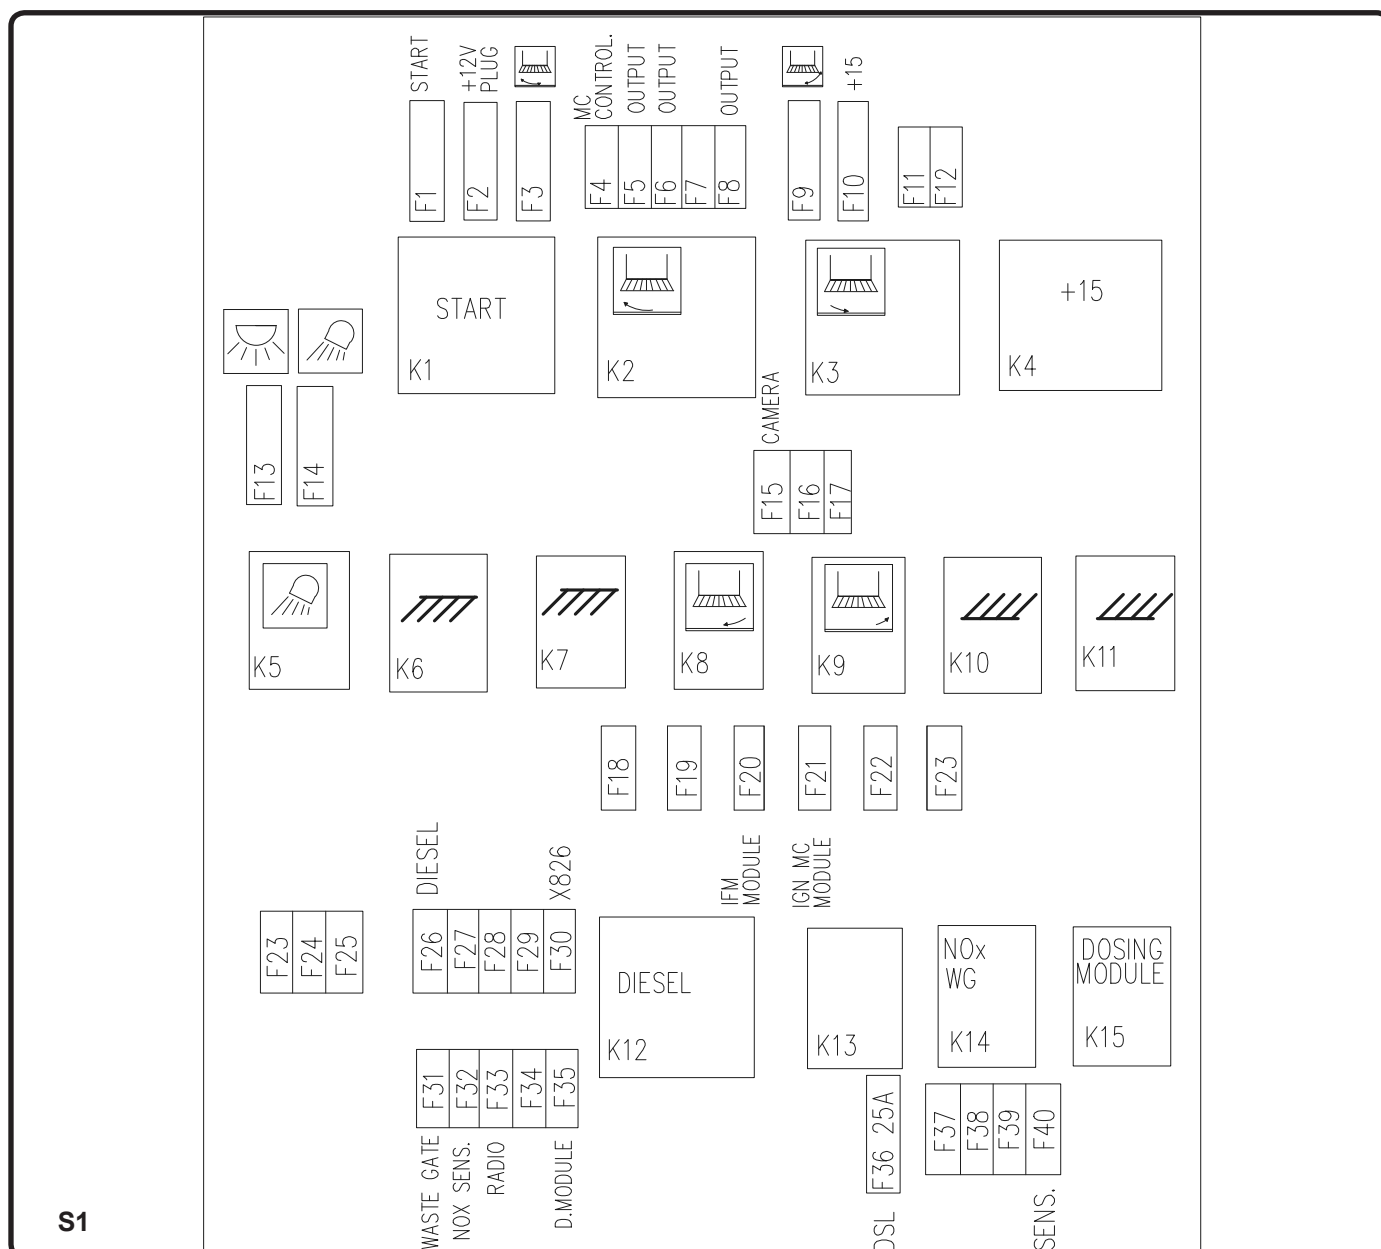 START
+12V
PLUG
MC
CONTROL.
OUTPUT
OUTPUT
OUTPUT
+15
F1
F2
F3
F4
F5
F6
F7
F8
F9
F10
F11
F12
START
K1
K2
K3
+15
K4
F13
F14
CAMERA
F15
F16
F17
K5
K6
K7
K8
K9
K10
K11
F18
F19
F20
F21
F22
F23
IFM
MODULE
IGN MC
MODULE
DIESEL
X826
F23
F24
F25
F26
F27
F28
F29
F30
DIESEL
K12
K13
NOx
WG
K14
DOSING
MODULE
K15
F31
F32
F33
F34
F35
WASTE GATE
NOX SENS.
RADIO
D.MODULE
F36 25A
F37
F38
F39
F40
DSL
SENS.
S1